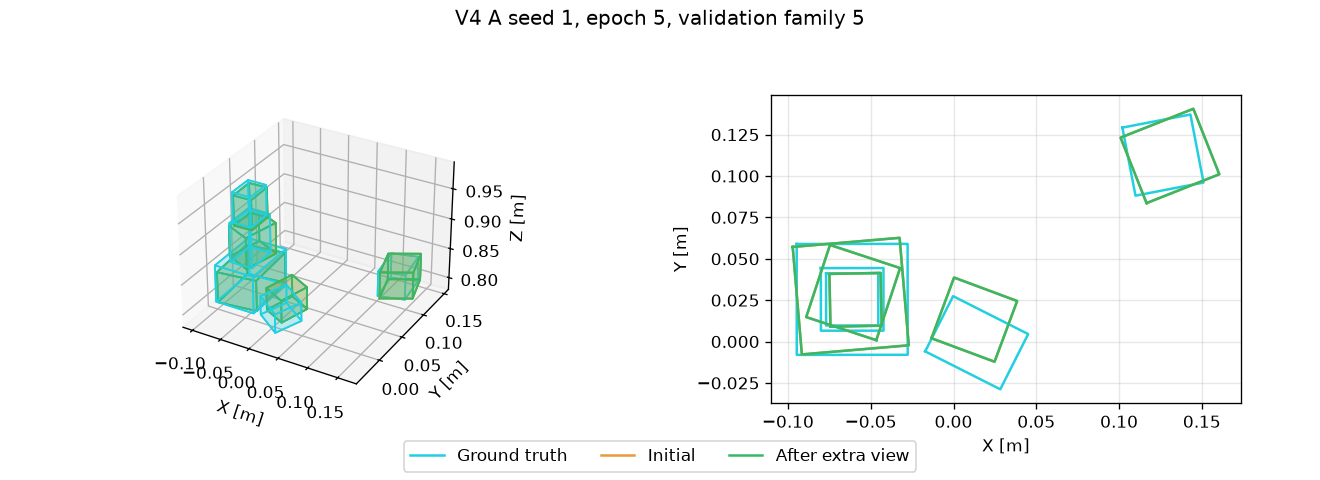 V4 A seed 1, epoch 5, validation family 5
0.95
0.90
0.85
0.80
Z [m]
0.15
0.10
0.05
0.00
Y [m]
−0.10
−0.05
0.00
0.05
0.10
0.15
X [m]
0.125
0.100
0.075
0.050
0.025
0.000
−0.025
Y [m]
−0.10 −0.05 0.00 0.05 0.10 0.15
X [m]
Ground truth Initial After extra view